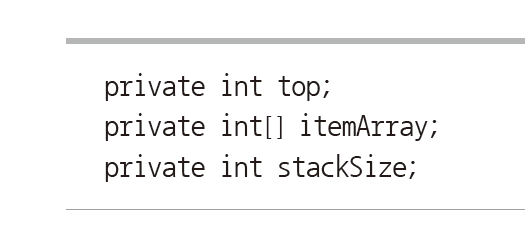 private int top;
private int[] itemArray;
private int stackSize;